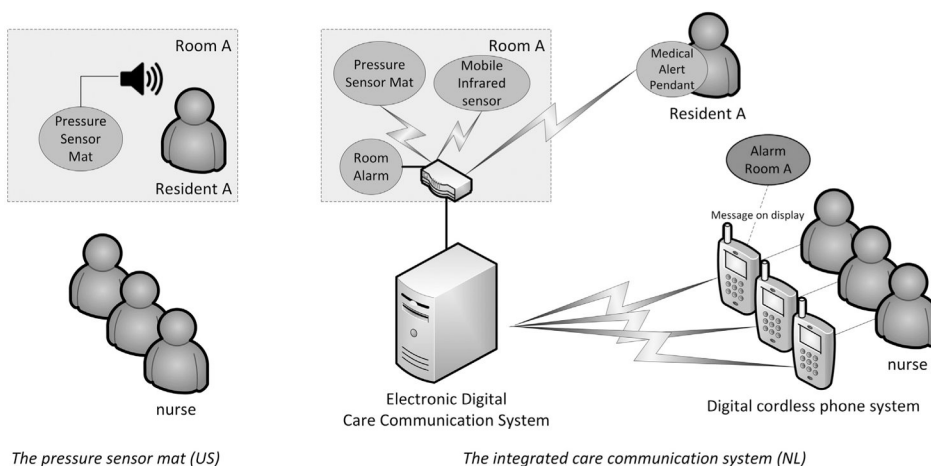 Room A
Pressure
Sensor
Mat
Resident A
nurse
The pressure sensor mat (US)
Room A
Pressure
Sensor Mat
Mobile
Infrared
sensor
Room
Alarm
Medical
Alert
Pendant
Resident A
Alarm
Room A
Message on display
nurse
Electronic Digital
Care Communication System
Digital cordless phone system
The integrated care communication system (NL)